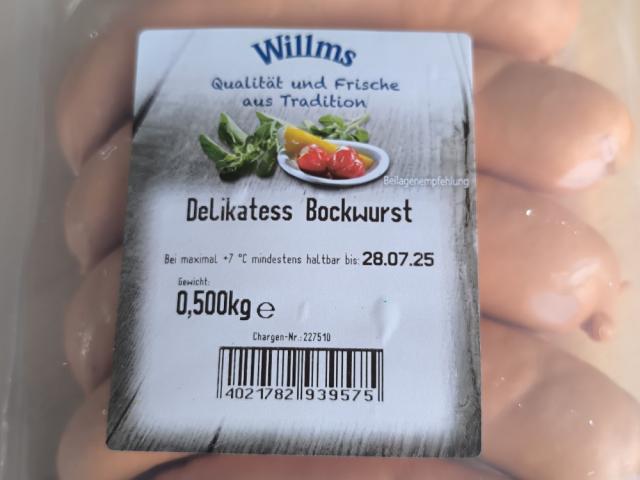 Willms
Qualität und Frische
aus Tradition
Beilagenempfehlung
Delikatess Bockwurst
Bei maximal +7 °C mindestens haltbar bis: 28.07.25
Gewicht:
0,500kg ℮
Chargen-Nr.: 227510
4021782 939575